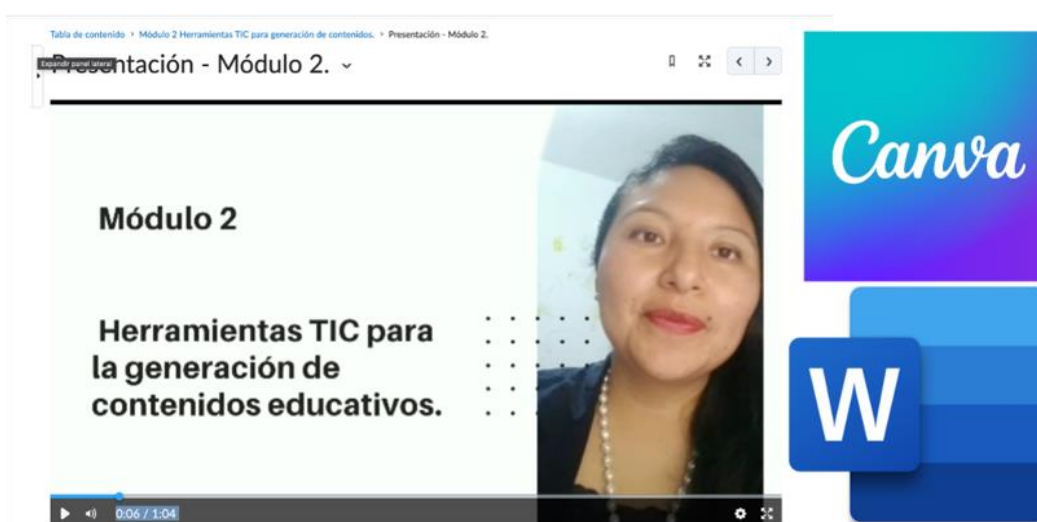 Tabla de contenido › Módulo 2 Herramientas TIC para generación de contenidos. › Presentación - Módulo 2.
Expandir panel lateral
Presentación - Módulo 2.
Canva
Módulo 2
Herramientas TIC para
la generación de
contenidos educativos.
W
0:06 / 1:04